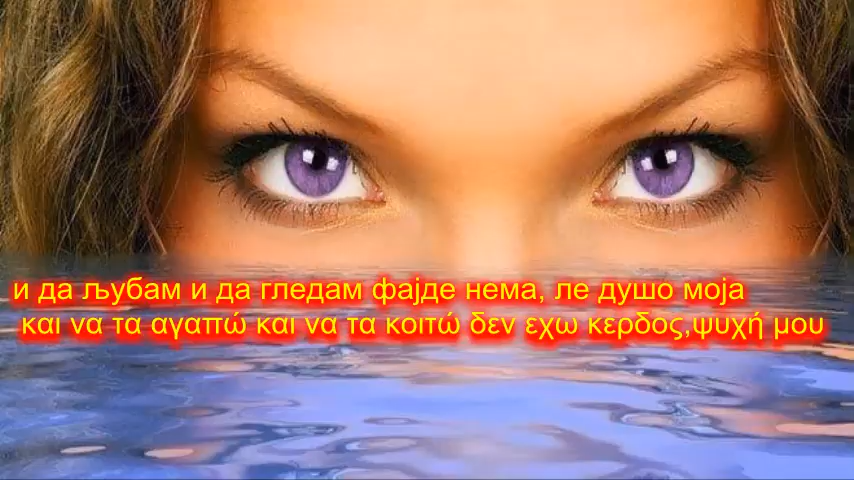 и да љубам и да гледам фајде нема, ле душо моја
και να τα αγαπώ και να τα κοιτώ δεν εχω κερδος,ψυχή μου